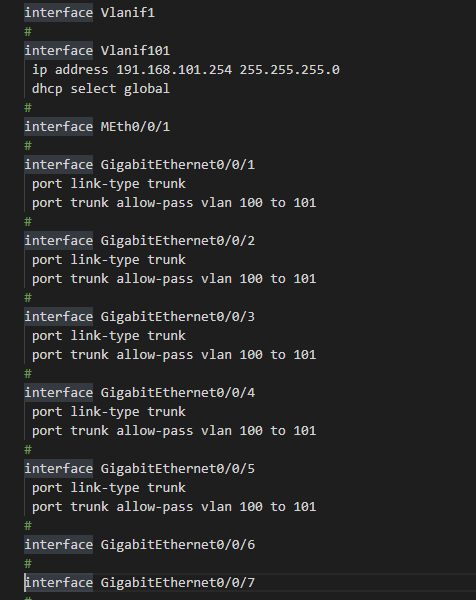 interface Vlanif1
#
interface Vlanif101
 ip address 191.168.101.254 255.255.255.0
 dhcp select global
#
interface MEth0/0/1
#
interface GigabitEthernet0/0/1
 port link-type trunk
 port trunk allow-pass vlan 100 to 101
#
interface GigabitEthernet0/0/2
 port link-type trunk
 port trunk allow-pass vlan 100 to 101
#
interface GigabitEthernet0/0/3
 port link-type trunk
 port trunk allow-pass vlan 100 to 101
#
interface GigabitEthernet0/0/4
 port link-type trunk
 port trunk allow-pass vlan 100 to 101
#
interface GigabitEthernet0/0/5
 port link-type trunk
 port trunk allow-pass vlan 100 to 101
#
interface GigabitEthernet0/0/6
#
interface GigabitEthernet0/0/7
#